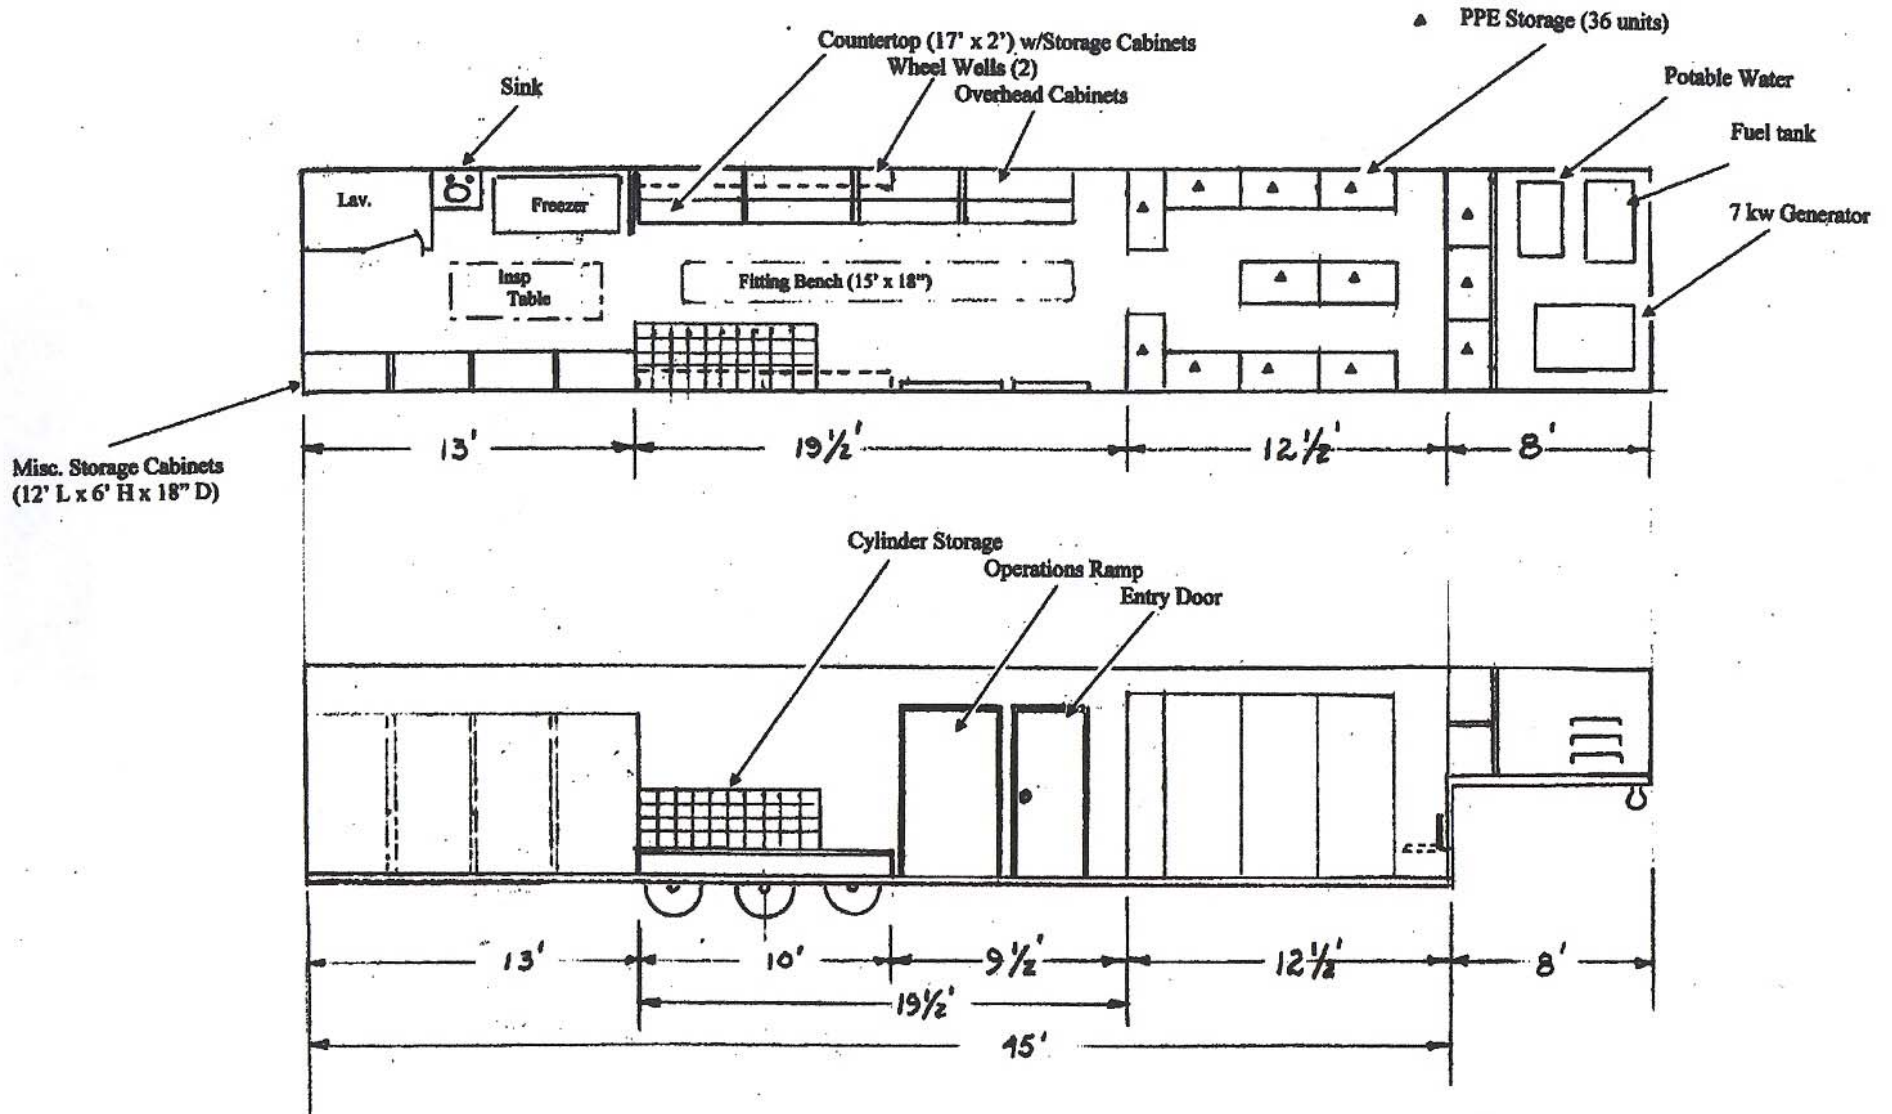 ▲ PPE Storage (36 units)
Countertop (17' x 2') w/Storage Cabinets
Wheel Wells (2)
Overhead Cabinets
Sink
Potable Water
Fuel tank
7 kw Generator
Lav.
Freezer
Insp
Table
Fitting Bench (15' x 18")
13' 19½' 12½' 8'
Misc. Storage Cabinets
(12' L x 6' H x 18" D)
Cylinder Storage
Operations Ramp
Entry Door
13' 10' 9½' 12½' 8'
19½'
45'